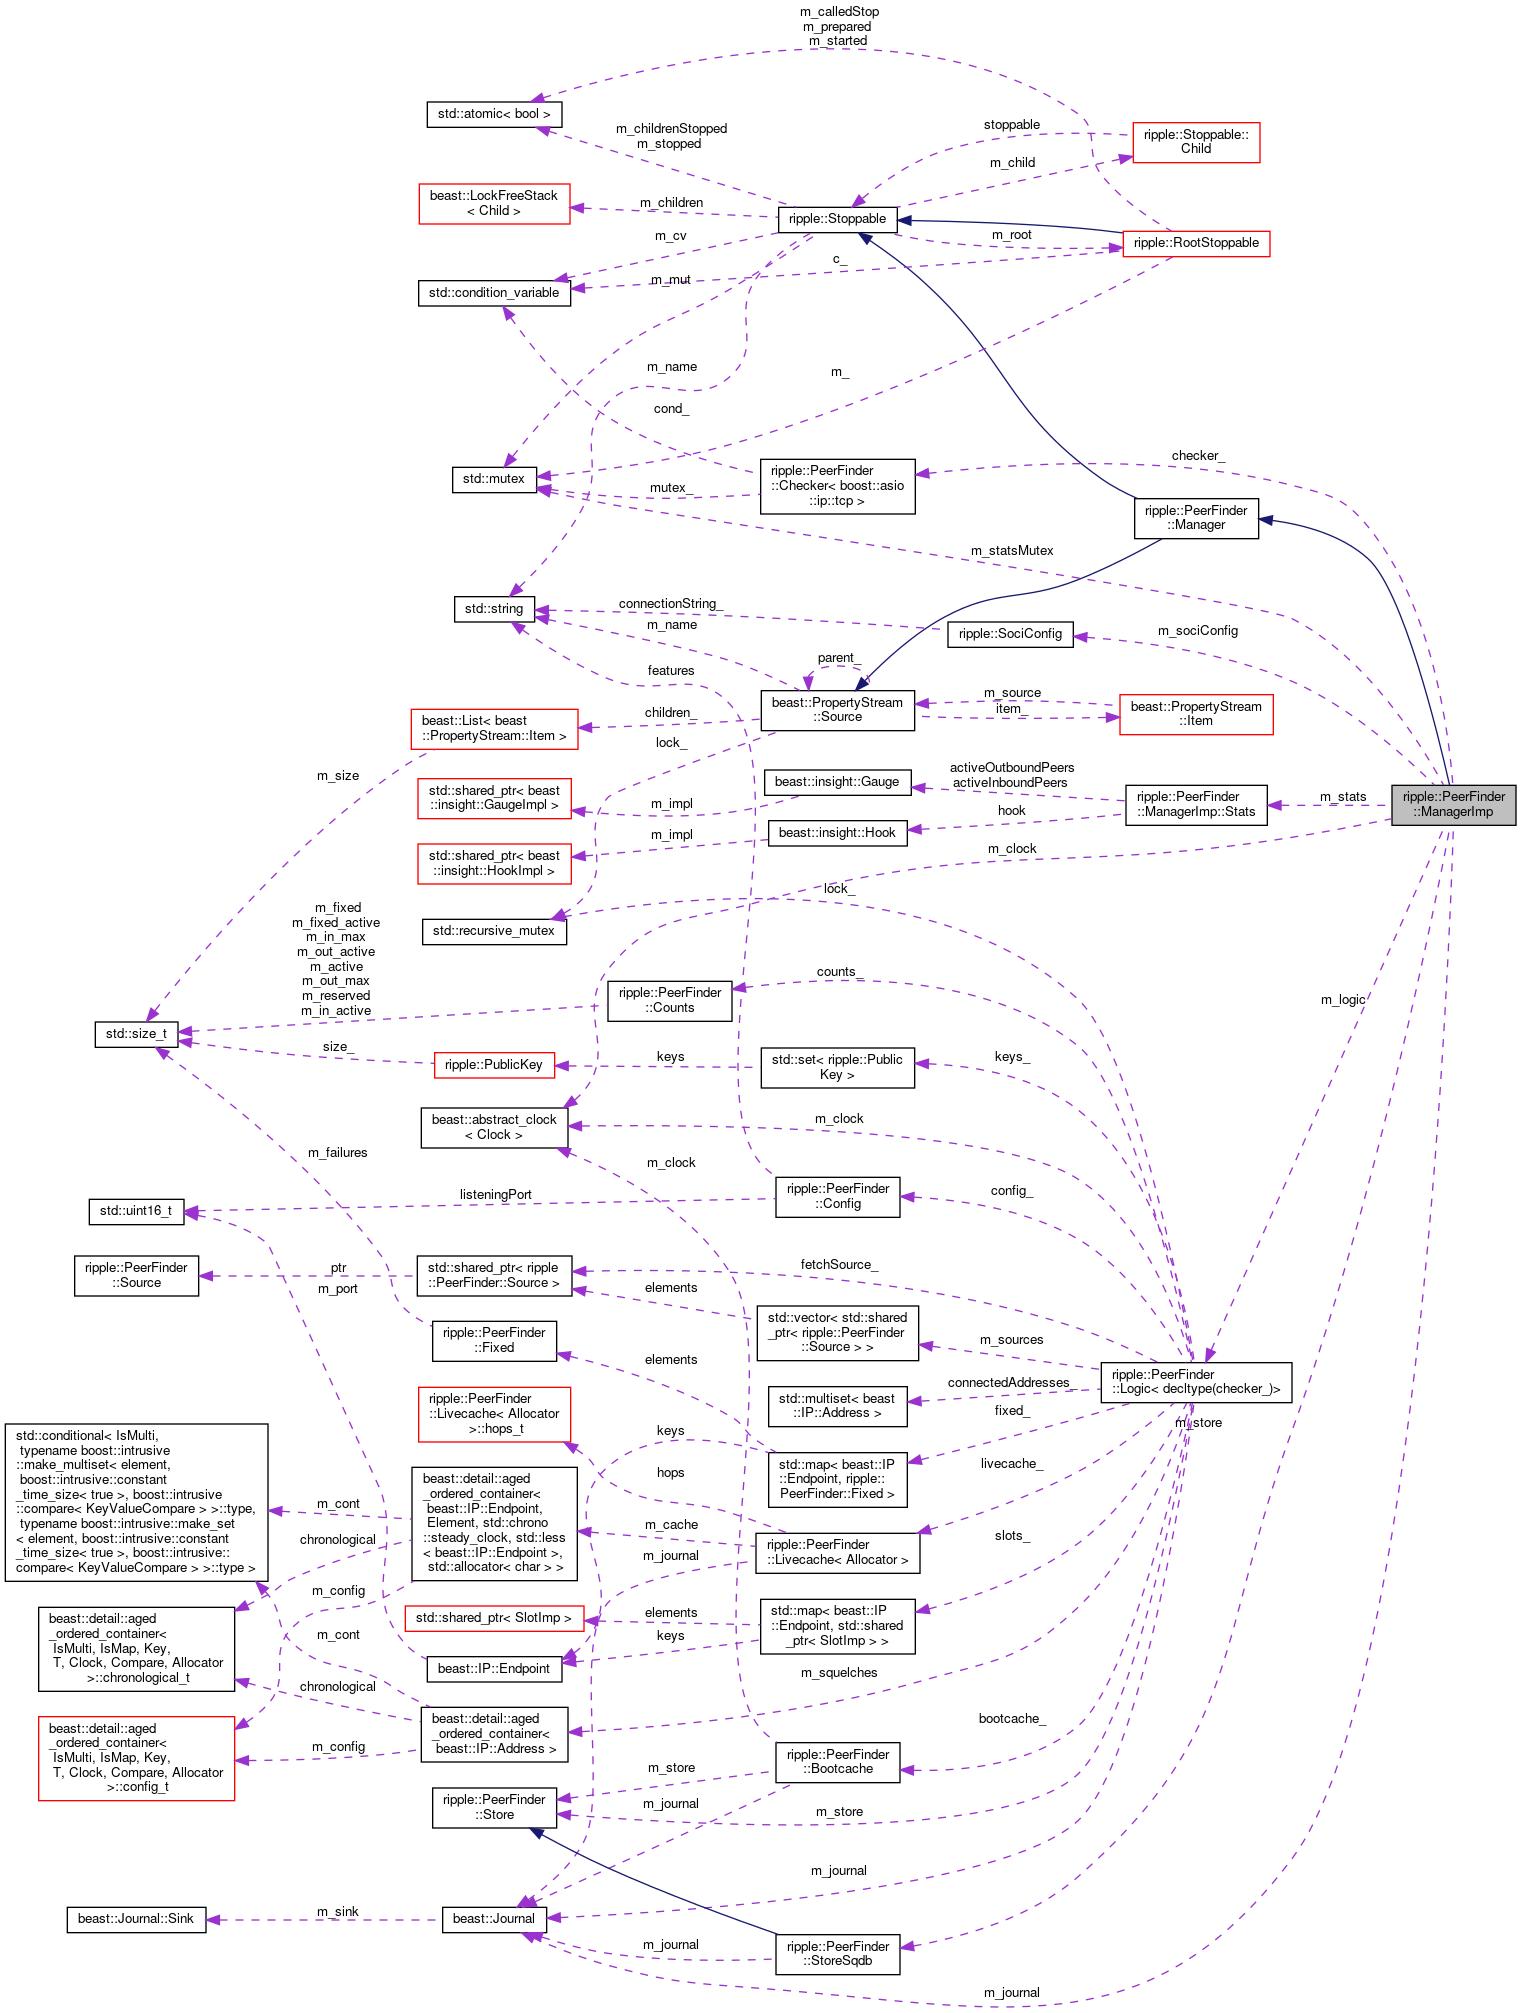 m_calledStop
m_prepared
m_started
std::atomic< bool >
stoppable
m_childrenStopped
m_stopped
ripple::Stoppable::
Child
m_child
beast::LockFreeStack
< Child >
m_children
ripple::Stoppable
m_cv
m_root
ripple::RootStoppable
c_
std::condition_variable
m_mut
m_name
m_
cond_
checker_
std::mutex
mutex_
ripple::PeerFinder
::Checker< boost::asio
::ip::tcp >
ripple::PeerFinder
::Manager
m_statsMutex
std::string
connectionString_
m_name
ripple::SociConfig
m_sociConfig
parent_
features
beast::PropertyStream
::Source
m_source
item_
beast::PropertyStream
::Item
beast::List< beast
::PropertyStream::Item >
children_
lock_
m_size
std::shared_ptr< beast
::insight::GaugeImpl >
m_impl
beast::insight::Gauge
activeOutboundPeers
activeInboundPeers
ripple::PeerFinder
::ManagerImp::Stats
m_stats
ripple::PeerFinder
::ManagerImp
hook
m_impl
beast::insight::Hook
std::shared_ptr< beast
::insight::HookImpl >
m_clock
lock_
std::recursive_mutex
m_fixed
m_fixed_active
m_in_max
m_out_active
m_active
m_out_max
m_reserved
m_in_active
ripple::PeerFinder
::Counts
counts_
m_logic
std::size_t
size_
ripple::PublicKey
keys
std::set< ripple::Public
Key >
keys_
beast::abstract_clock
< Clock >
m_clock
m_failures
m_clock
std::uint16_t
listeningPort
ripple::PeerFinder
::Config
config_
ripple::PeerFinder
::Source
ptr
m_port
std::shared_ptr< ripple
::PeerFinder::Source >
fetchSource_
elements
std::vector< std::shared
_ptr< ripple::PeerFinder
::Source > >
m_sources
ripple::PeerFinder
::Fixed
elements
ripple::PeerFinder
::Logic< decltype(checker_)>
connectedAddresses_
std::multiset< beast
::IP::Address >
fixed_
m_store
ripple::PeerFinder
::Livecache< Allocator
>::hops_t
keys
hops
std::map< beast::IP
::Endpoint, ripple::
PeerFinder::Fixed >
livecache_
std::conditional< IsMulti,
typename boost::intrusive
::make_multiset< element,
boost::intrusive::constant
_time_size< true >, boost::intrusive
::compare< KeyValueCompare > >::type,
typename boost::intrusive::make_set
< element, boost::intrusive::constant
_time_size< true >, boost::intrusive::
compare< KeyValueCompare > >::type >
m_cont
beast::detail::aged
_ordered_container<
beast::IP::Endpoint,
Element, std::chrono
::steady_clock, std::less
< beast::IP::Endpoint >,
std::allocator< char > >
m_cache
chronological
m_journal
ripple::PeerFinder
::Livecache< Allocator >
slots_
m_config
beast::detail::aged
_ordered_container<
IsMulti, IsMap, Key,
T, Clock, Compare, Allocator
>::chronological_t
std::shared_ptr< SlotImp >
elements
keys
std::map< beast::IP
::Endpoint, std::shared
_ptr< SlotImp > >
m_cont
beast::IP::Endpoint
m_squelches
chronological
beast::detail::aged
_ordered_container<
beast::IP::Address >
bootcache_
beast::detail::aged
_ordered_container<
IsMulti, IsMap, Key,
T, Clock, Compare, Allocator
>::config_t
m_config
m_store
ripple::PeerFinder
::Bootcache
ripple::PeerFinder
::Store
m_journal
m_store
m_journal
beast::Journal::Sink
m_sink
beast::Journal
m_journal
ripple::PeerFinder
::StoreSqdb
m_journal